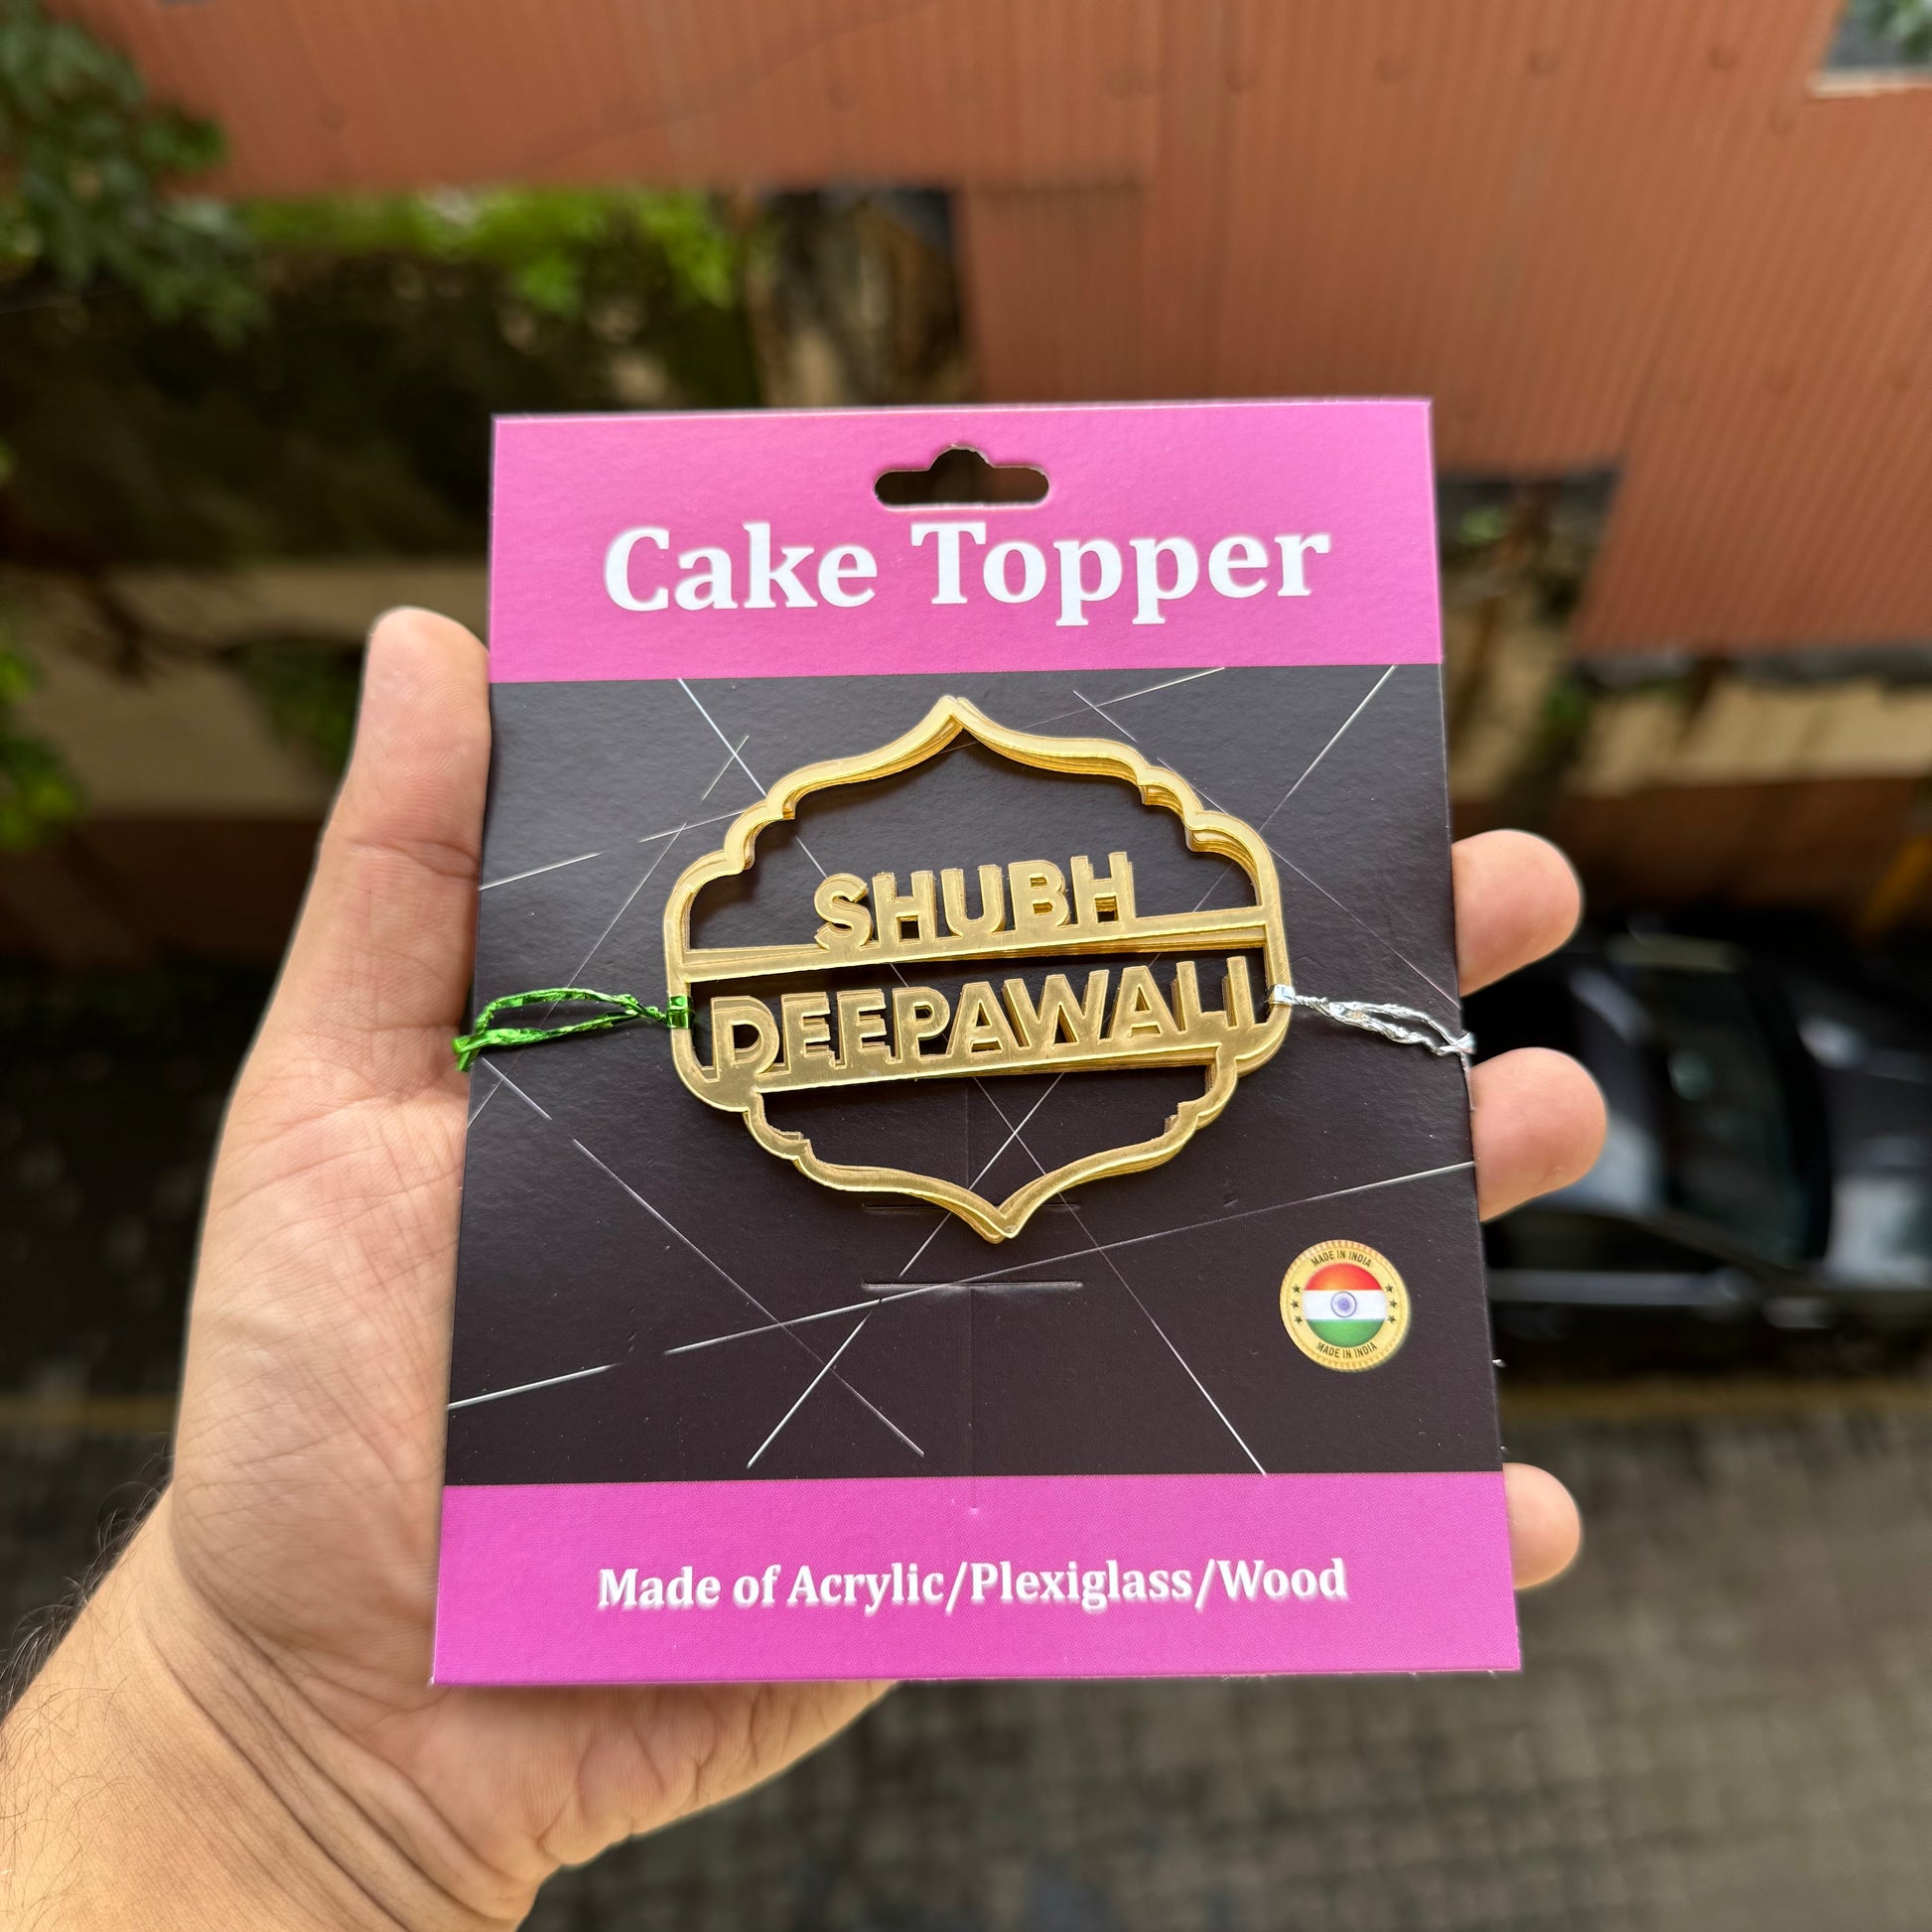 Cake Topper
SHUBH
DEEPAWALI
MADE IN INDIA
MADE IN INDIA
Made of Acrylic/Plexiglass/Wood